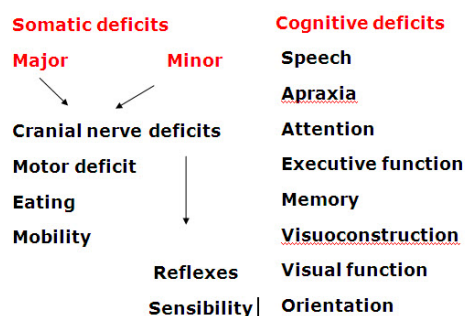 Somatic deficits
Major Minor
Cranial nerve deficits
Motor deficit
Eating
Mobility
Reflexes
Sensibility
Cognitive deficits
Speech
Apraxia
Attention
Executive function
Memory
Visuoconstruction
Visual function
Orientation